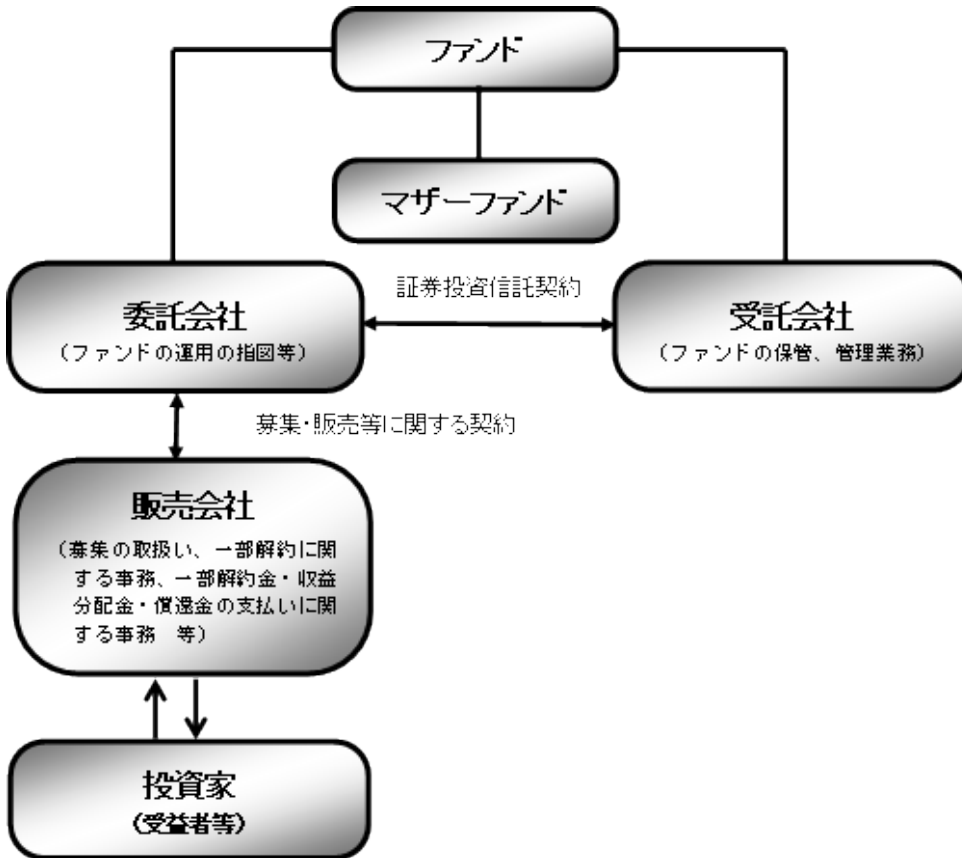 ファンド
マザーファンド
証券投資信託契約
委託会社
（ファンドの運用の指図等）
受託会社
（ファンドの保管、管理業務）
募集・販売等に関する契約
販売会社
（募集の取扱い、一部解約に関
する事務、一部解約金・収益
分配金・償還金の支払いに関
する事務　等）
投資家
（受益者等）